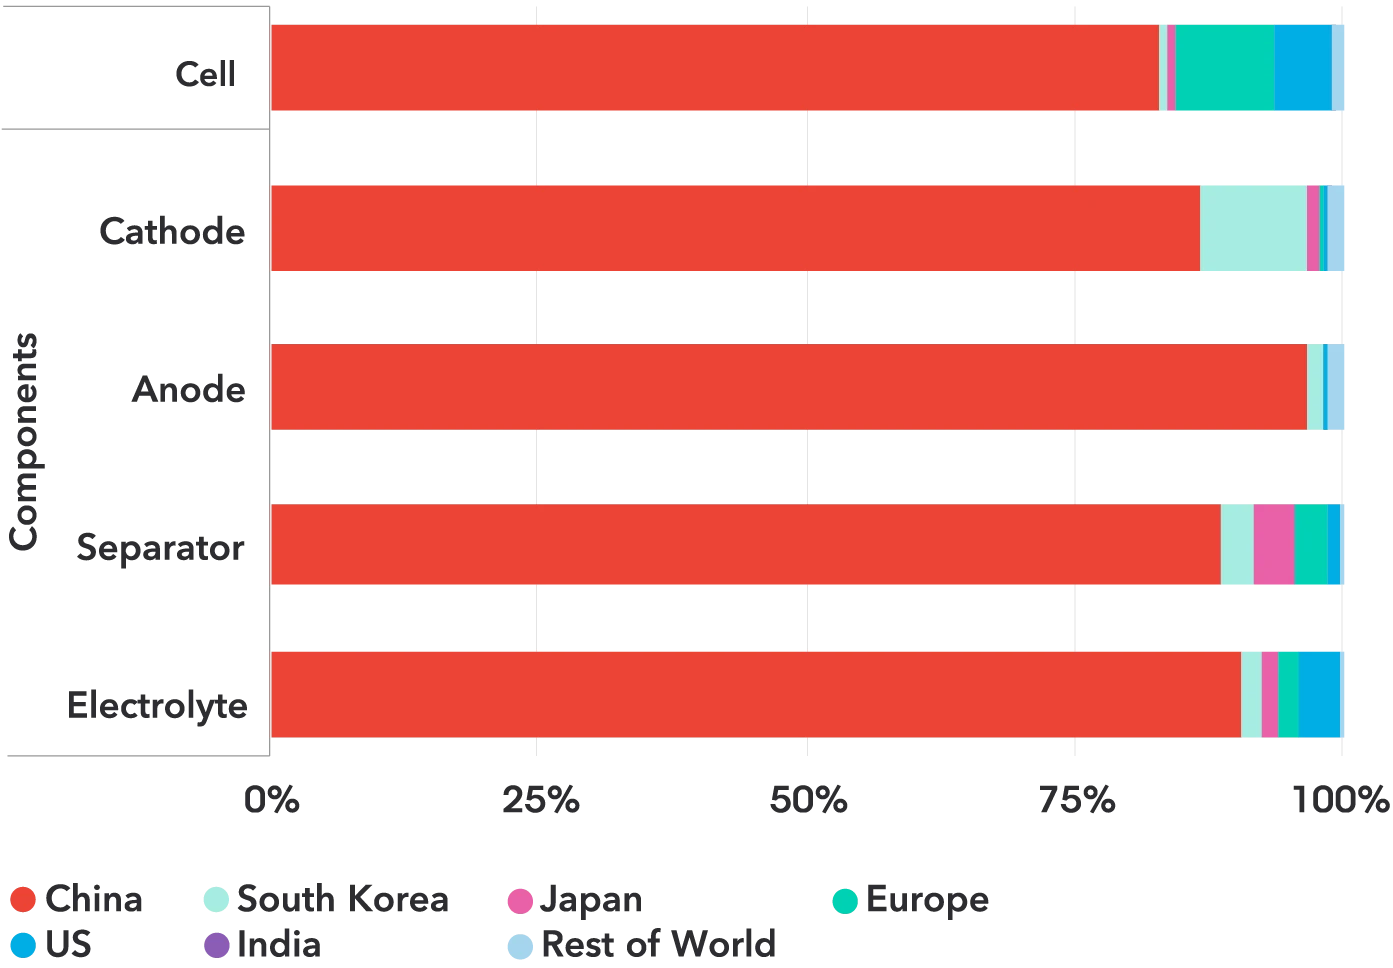 Cell
Cathode
Anode
Separator
Electrolyte
Components
0% 25% 50% 75% 100%
China South Korea Japan Europe
US India Rest of World